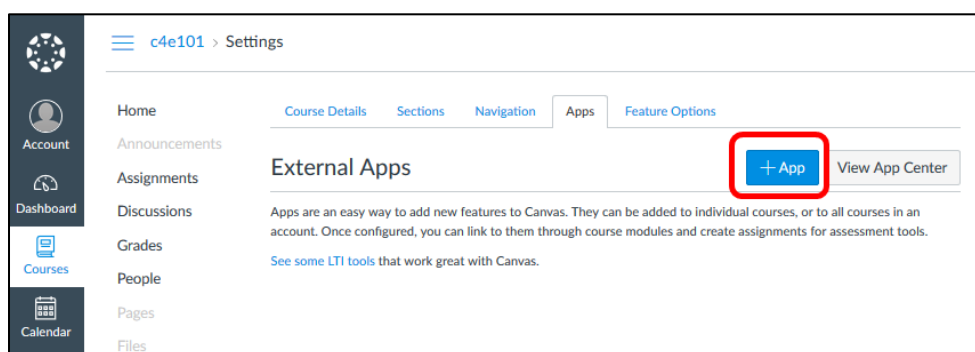 c4e101 > Settings
Account
Dashboard
Courses
Calendar
Home
Announcements
Assignments
Discussions
Grades
People
Pages
Files
Course Details Sections Navigation Apps Feature Options
External Apps
+ App View App Center
Apps are an easy way to add new features to Canvas. They can be added to individual courses, or to all courses in an
account. Once configured, you can link to them through course modules and create assignments for assessment tools.
See some LTI tools that work great with Canvas.